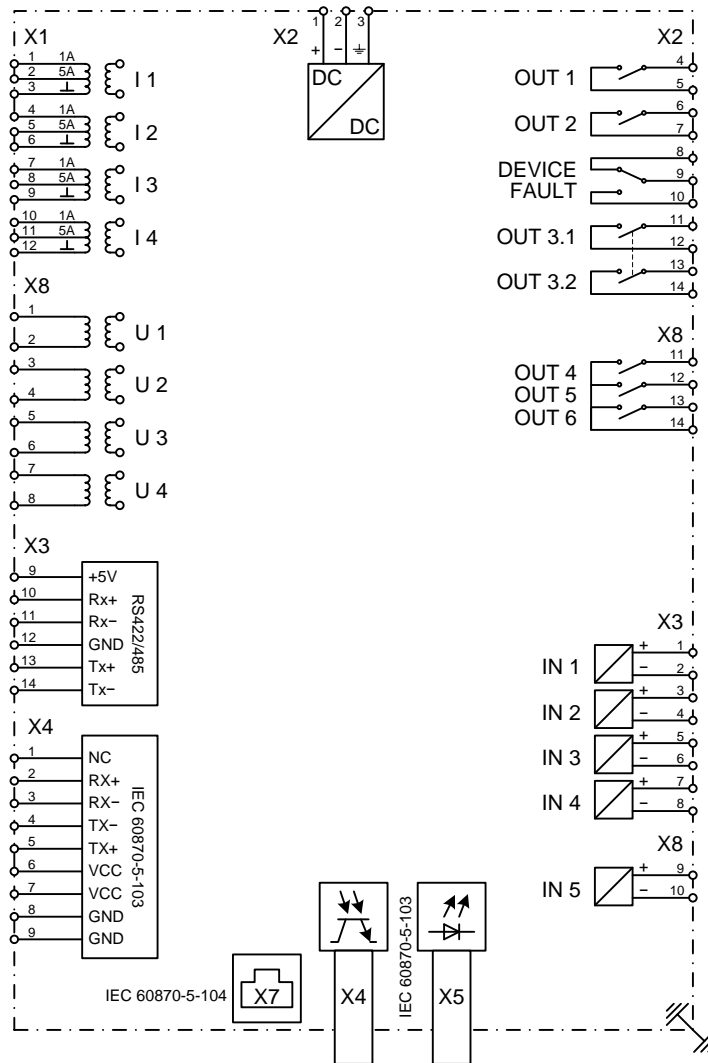 X1
1 1A
2 5A
3 ⊥
I 1
4 1A
5 5A
6 ⊥
I 2
7 1A
8 5A
9 ⊥
I 3
10 1A
11 5A
12 ⊥
I 4
X8
1
2
U 1
3
4
U 2
5
6
U 3
7
8
U 4
X3
9 +5V
10 Rx+
11 Rx−
12 GND
13 Tx+
14 Tx−
RS422/485
X4
1 NC
2 RX+
3 RX−
4 TX−
5 TX+
6 VCC
7 VCC
8 GND
9 GND
IEC 60870-5-103
X2
1 2 3
+ −
DC
DC
X2
OUT 1
4
5
OUT 2
6
7
DEVICE
FAULT
8
9
10
OUT 3.1
11
12
OUT 3.2
13
14
X8
OUT 4
OUT 5
OUT 6
11
12
13
14
X3
IN 1
+ 1
− 2
IN 2
+ 3
− 4
IN 3
+ 5
− 6
IN 4
+ 7
− 8
X8
IN 5
+ 9
− 10
IEC 60870-5-104
X7
X4
IEC 60870-5-103
X5